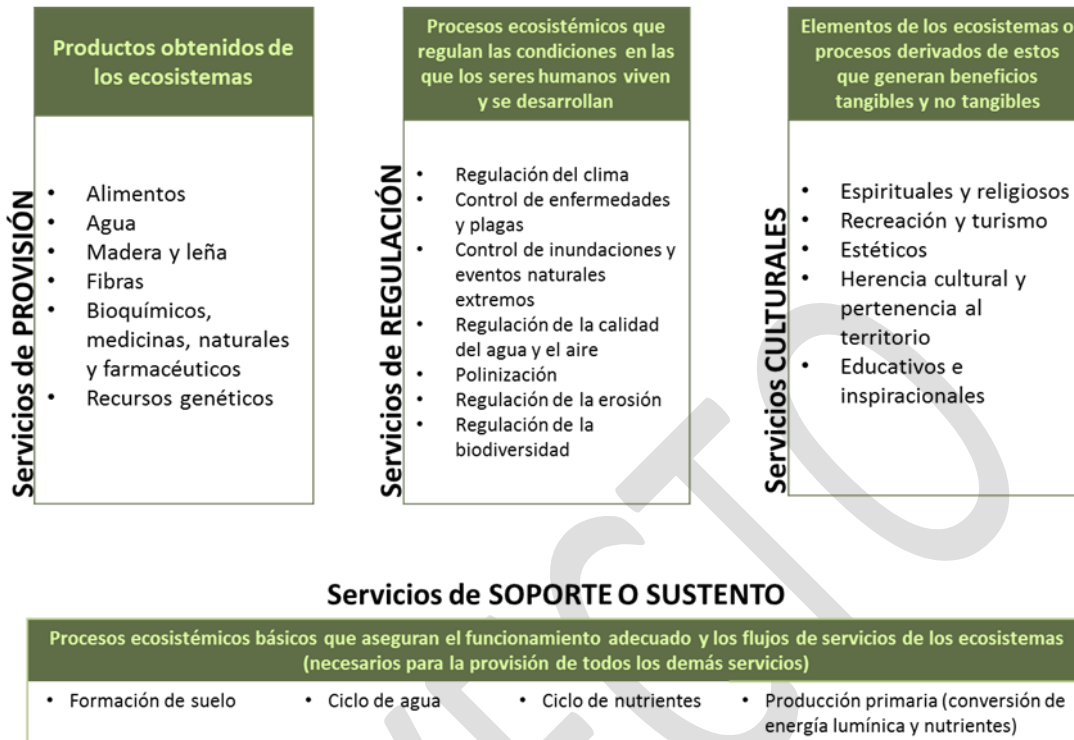 Productos obtenidos de
los ecosistemas
Servicios de PROVISIÓN
• Alimentos
• Agua
• Madera y leña
• Fibras
• Bioquímicos,
medicinas, naturales
y farmacéuticos
• Recursos genéticos
Procesos ecosistémicos que
regulan las condiciones en las
que los seres humanos viven
y se desarrollan
Servicios de REGULACIÓN
• Regulación del clima
• Control de enfermedades
y plagas
• Control de inundaciones y
eventos naturales
extremos
• Regulación de la calidad
del agua y el aire
• Polinización
• Regulación de la erosión
• Regulación de la
biodiversidad
Elementos de los ecosistemas o
procesos derivados de estos
que generan beneficios
tangibles y no tangibles
Servicios CULTURALES
• Espirituales y religiosos
• Recreación y turismo
• Estéticos
• Herencia cultural y
pertenencia al
territorio
• Educativos e
inspiracionales
Servicios de SOPORTE O SUSTENTO
Procesos ecosistémicos básicos que aseguran el funcionamiento adecuado y los flujos de servicios de los ecosistemas
(necesarios para la provisión de todos los demás servicios)
• Formación de suelo
• Ciclo de agua
• Ciclo de nutrientes
• Producción primaria (conversión de
energía lumínica y nutrientes)